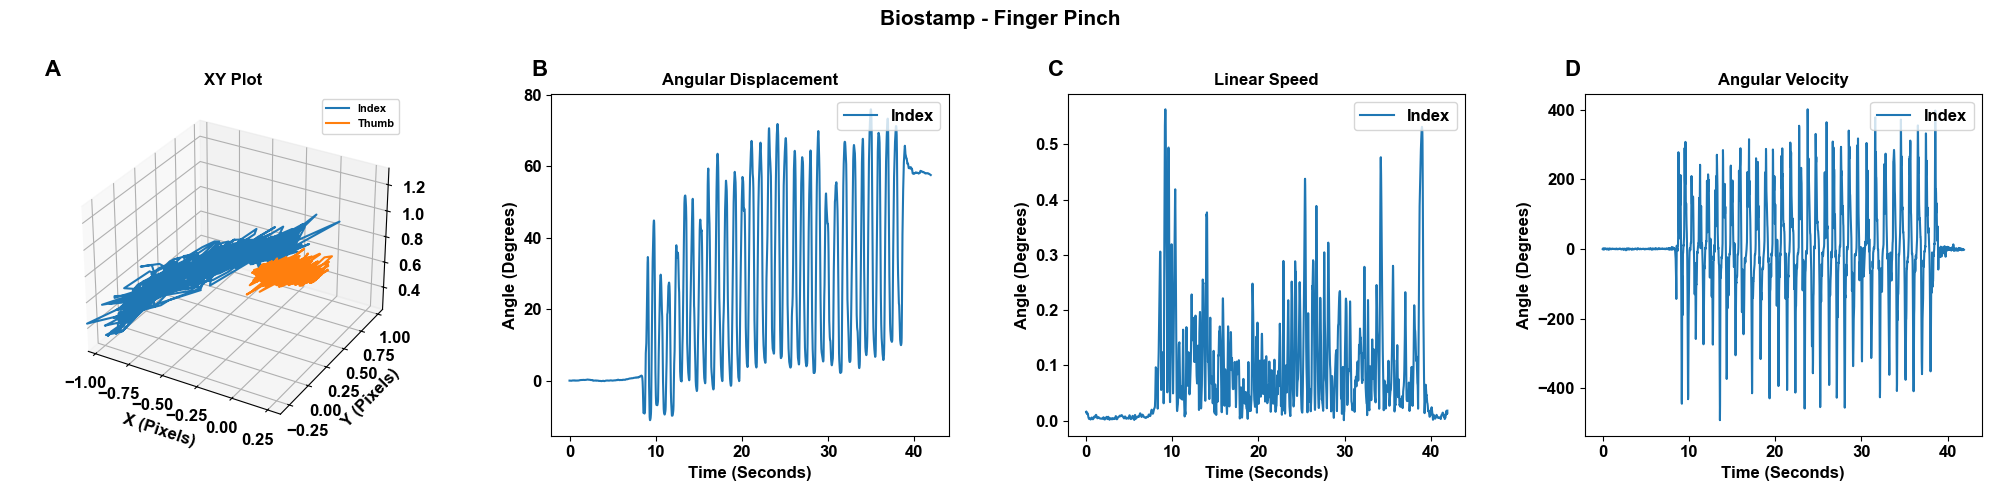 Biostamp - Finger Pinch
A
XY Plot
Index
Thumb
1.2
1.0
0.8
0.6
0.4
−1.00
−0.75
−0.50
−0.25
0.00
0.25
X (Pixels)
1.00
0.75
0.50
0.25
0.00
−0.25
Y (Pixels)
B
Angular Displacement
Index
80
60
40
20
0
Angle (Degrees)
0 10 20 30 40
Time (Seconds)
C
Linear Speed
Index
0.5
0.4
0.3
0.2
0.1
0.0
Angle (Degrees)
0 10 20 30 40
Time (Seconds)
D
Angular Velocity
Index
400
200
0
−200
−400
Angle (Degrees)
0 10 20 30 40
Time (Seconds)